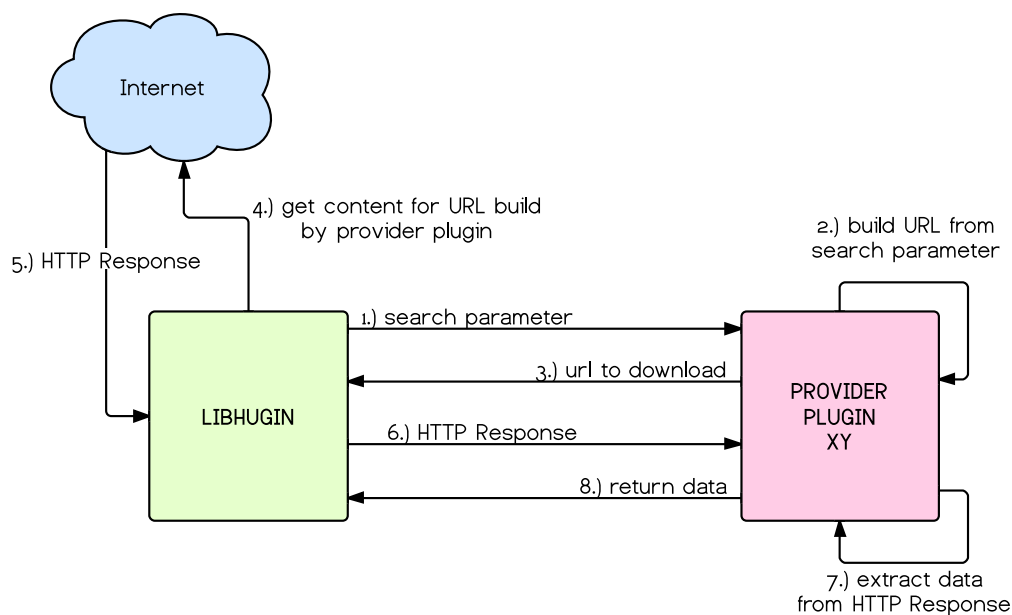 Internet
4.) get content for URL build
by provider plugin
2.) build URL from
search parameter
5.) HTTP Response
1.) search parameter
3.) url to download
LIBHUGIN
PROVIDER
PLUGIN
XY
6.) HTTP Response
8.) return data
7.) extract data
from HTTP Response